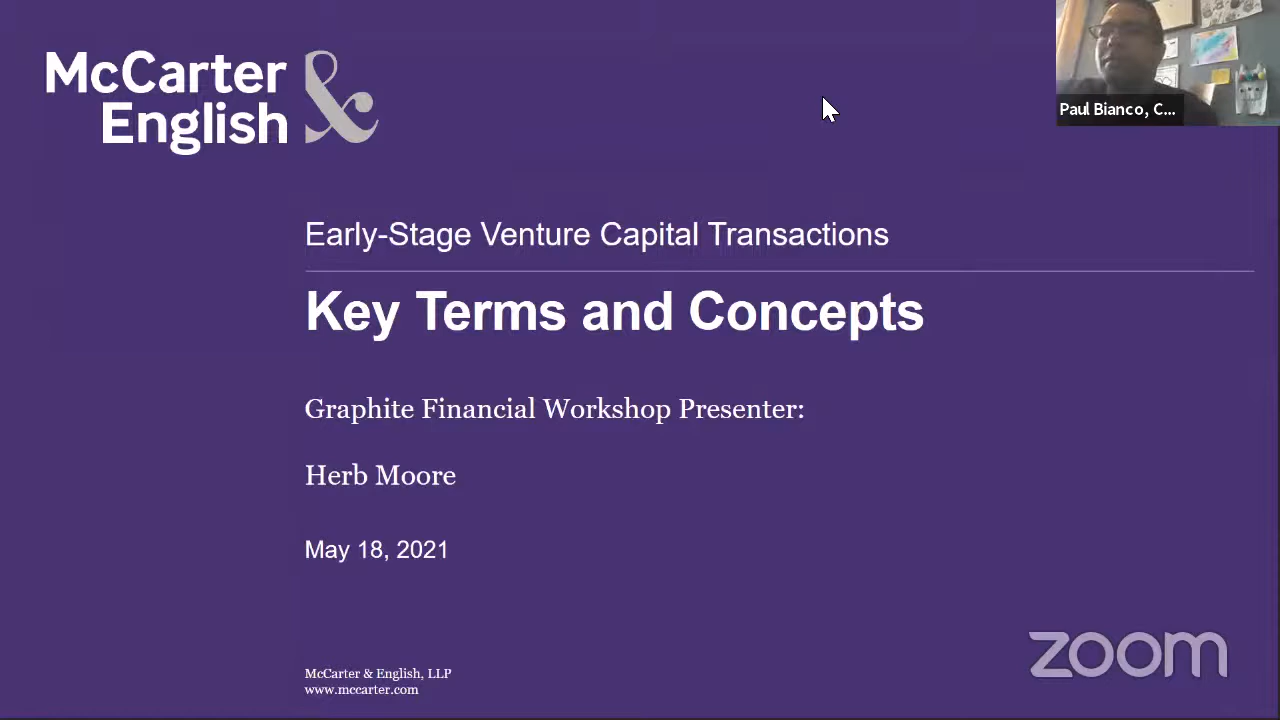 McCarter
English &
Paul Bianco, C...
Early-Stage Venture Capital Transactions
Key Terms and Concepts
Graphite Financial Workshop Presenter:
Herb Moore
May 18, 2021
McCarter & English, LLP
www.mccarter.com
zoom